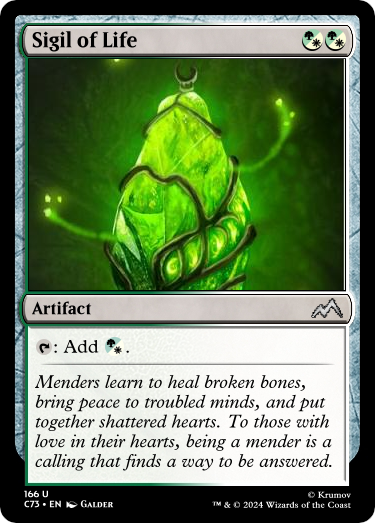 Sigil of Life
Artifact
: Add .
Menders learn to heal broken bones,
bring peace to troubled minds, and put
together shattered hearts. To those with
love in their hearts, being a mender is a
calling that finds a way to be answered.
166 U
C73 • EN GALDER
© Krumov
™ & © 2024 Wizards of the Coast